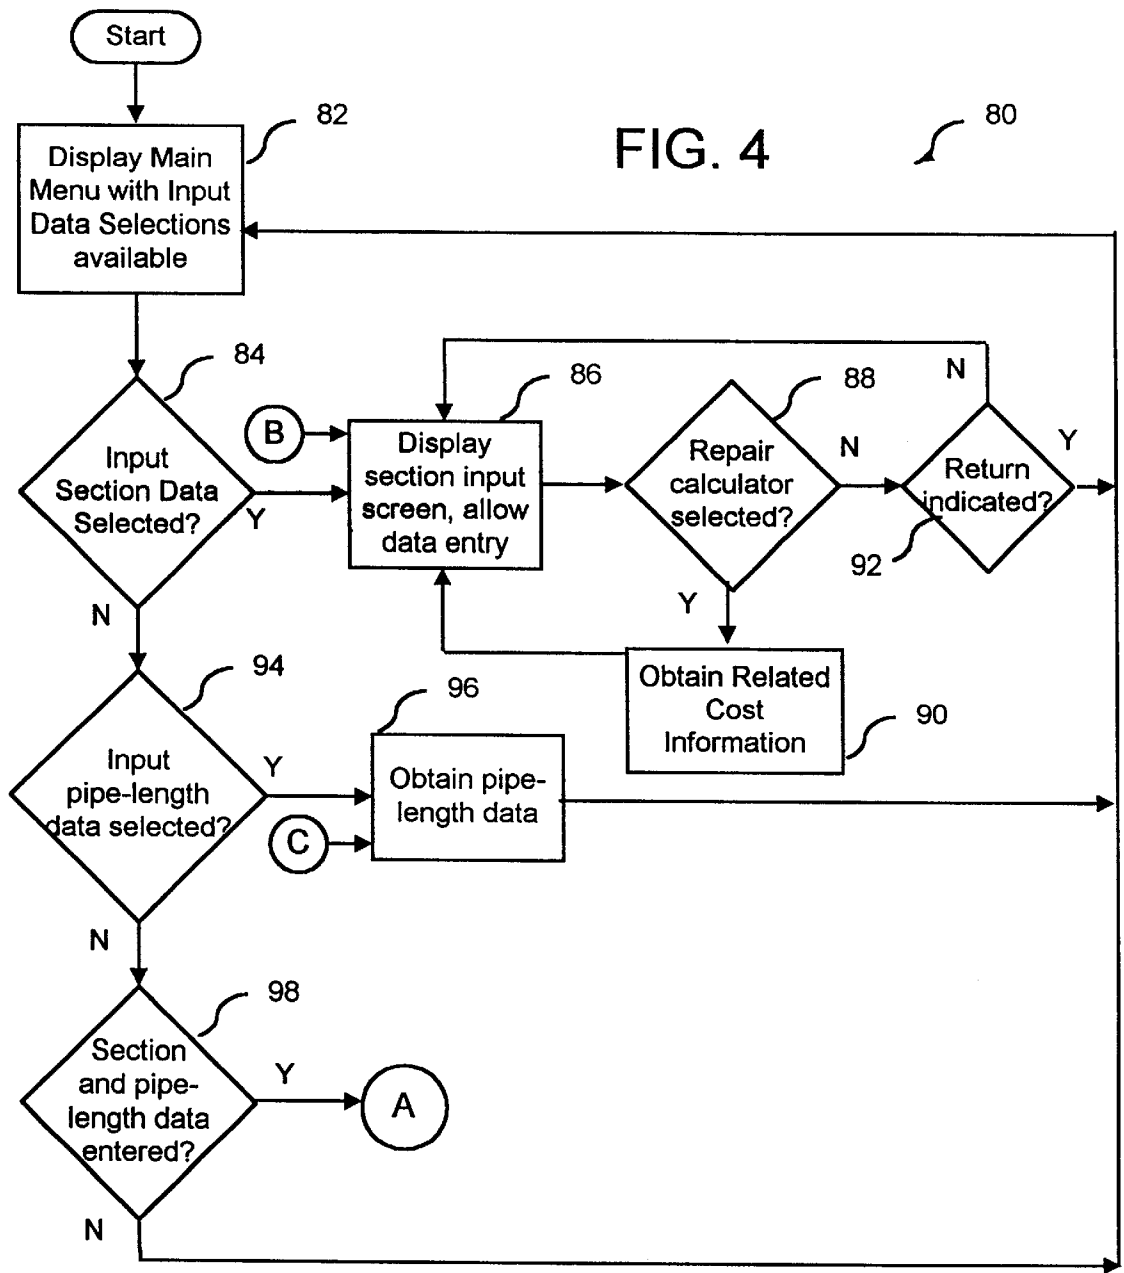 Start
82
80
FIG. 4
Display Main
Menu with Input
Data Selections
available
84
86
88
N
B
Y
Input
Section Data
Selected?
Y
Display
section input
screen, allow
data entry
Repair
calculator
selected?
N
Return
indicated?
92
N
Y
94
96
Obtain Related
Cost
Information
90
Input
pipe-length
data selected?
Y
C
Obtain pipe-
length data
N
98
Section
and pipe-
length data
entered?
Y
A
N